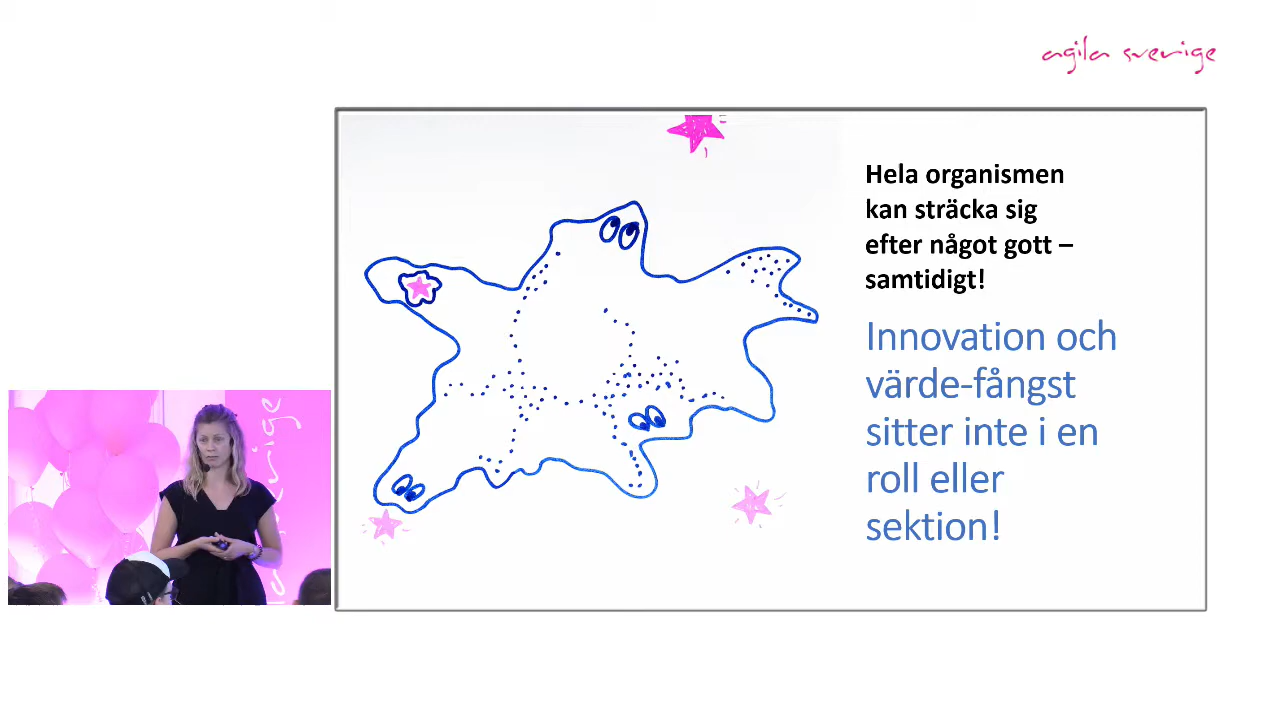 agila sverige
Hela organismen
kan sträcka sig
efter något gott –
samtidigt!
Innovation och
värde-fångst
sitter inte i en
roll eller
sektion!